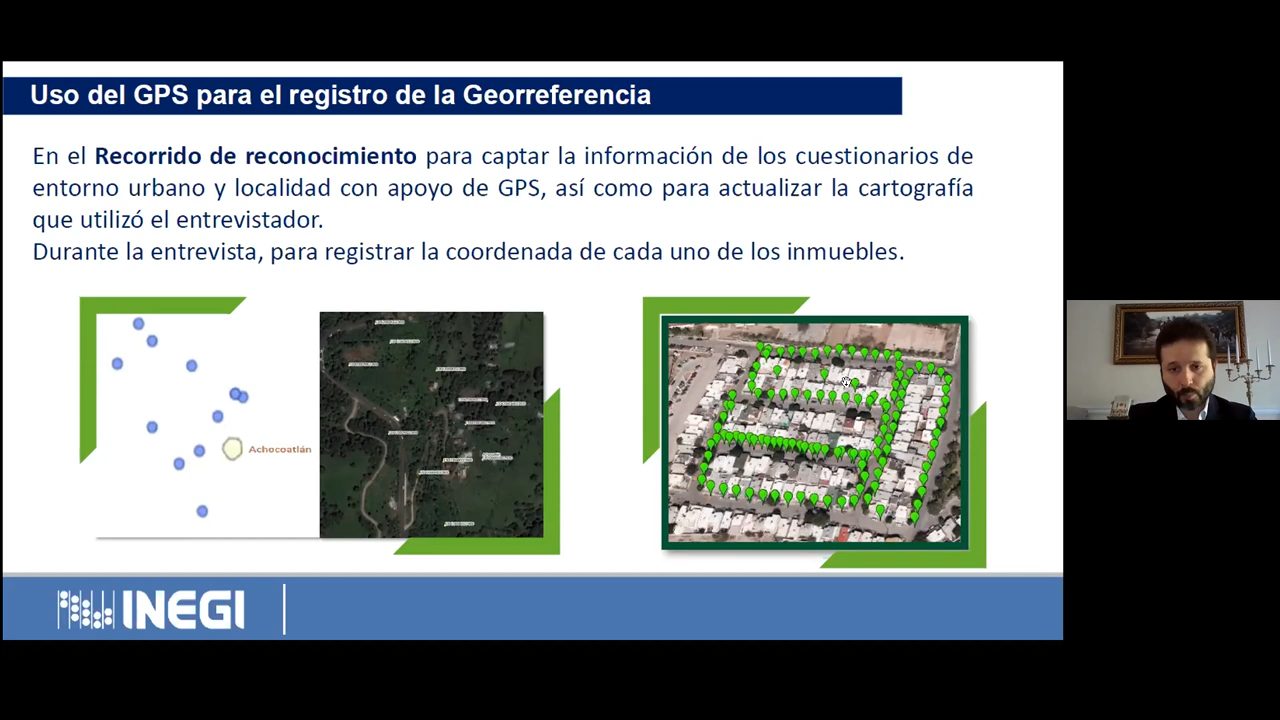 Uso del GPS para el registro de la Georreferencia
En el Recorrido de reconocimiento para captar la información de los cuestionarios de
entorno urbano y localidad con apoyo de GPS, así como para actualizar la cartografía
que utilizó el entrevistador.
Durante la entrevista, para registrar la coordenada de cada uno de los inmuebles.
Achocoatlán
INEGI